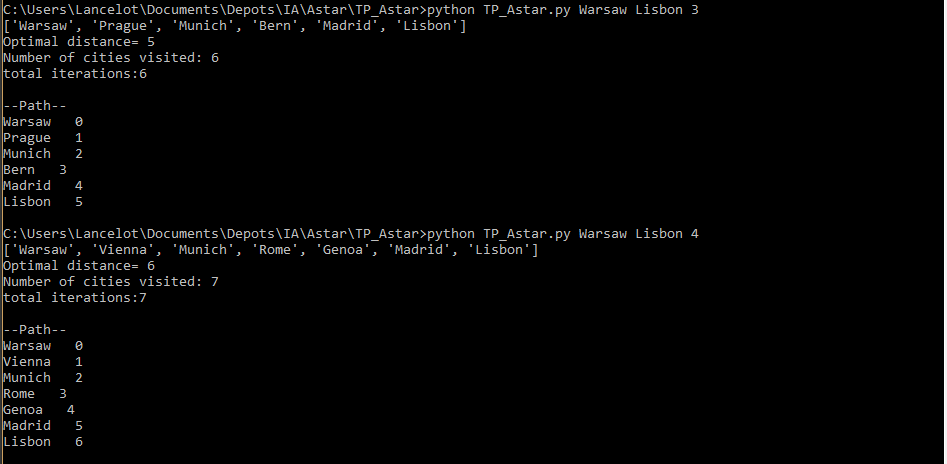 C:\Users\Lancelot\Documents\Depots\IA\Astar\TP_Astar>python TP_Astar.py Warsaw Lisbon 3
['Warsaw', 'Prague', 'Munich', 'Bern', 'Madrid', 'Lisbon']
Optimal distance= 5
Number of cities visited: 6
total iterations:6
--Path--
Warsaw   0
Prague   1
Munich   2
Bern   3
Madrid   4
Lisbon   5
C:\Users\Lancelot\Documents\Depots\IA\Astar\TP_Astar>python TP_Astar.py Warsaw Lisbon 4
['Warsaw', 'Vienna', 'Munich', 'Rome', 'Genoa', 'Madrid', 'Lisbon']
Optimal distance= 6
Number of cities visited: 7
total iterations:7
--Path--
Warsaw   0
Vienna   1
Munich   2
Rome   3
Genoa   4
Madrid   5
Lisbon   6